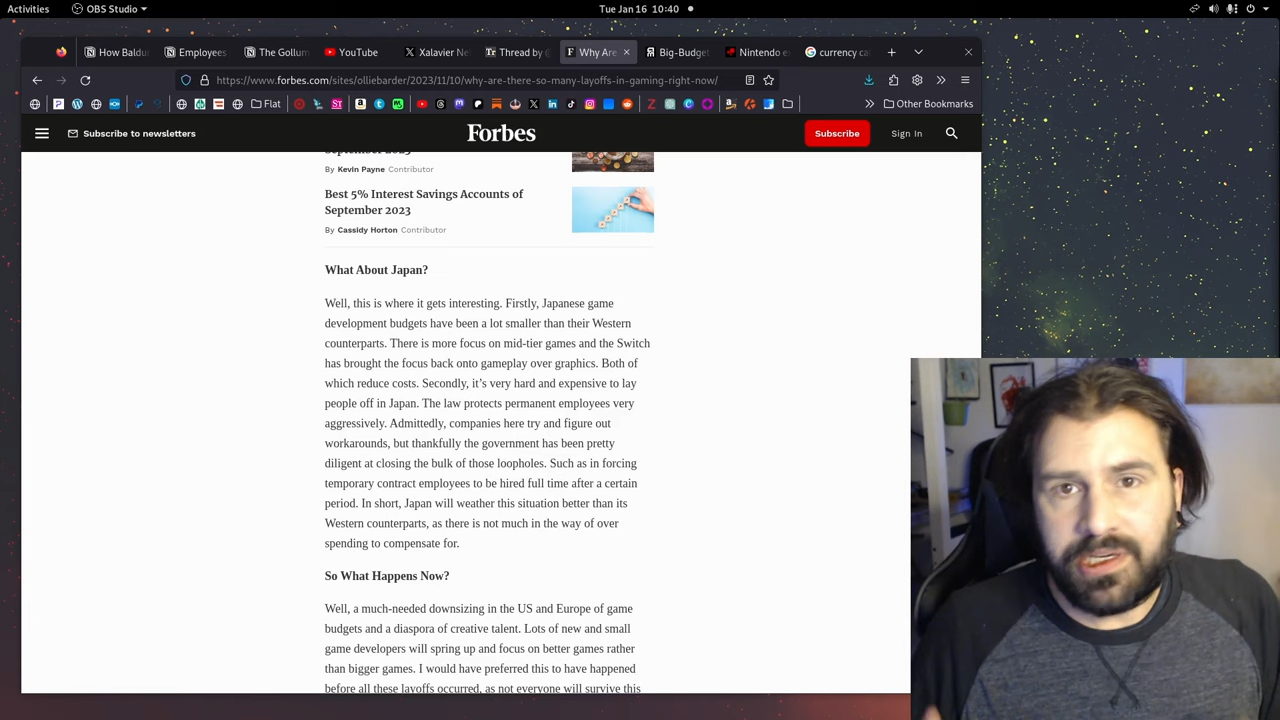 Activities
OBS Studio
Tue Jan 16 10:40
How Baldu
Employees
The Gollum
YouTube
Xalavier Ne
Thread by
Why Are
Big-Budget
Nintendo e
currency ca
https://www.forbes.com/sites/olliebarder/2023/11/10/why-are-there-so-many-layoffs-in-gaming-right-now/
Flat
Other Bookmarks
Subscribe to newsletters
Forbes
Subscribe
Sign In
September 2023
By Kevin Payne Contributor
Best 5% Interest Savings Accounts of
September 2023
By Cassidy Horton Contributor
What About Japan?
Well, this is where it gets interesting. Firstly, Japanese game
development budgets have been a lot smaller than their Western
counterparts. There is more focus on mid-tier games and the Switch
has brought the focus back onto gameplay over graphics. Both of
which reduce costs. Secondly, it’s very hard and expensive to lay
people off in Japan. The law protects permanent employees very
aggressively. Admittedly, companies here try and figure out
workarounds, but thankfully the government has been pretty
diligent at closing the bulk of those loopholes. Such as in forcing
temporary contract employees to be hired full time after a certain
period. In short, Japan will weather this situation better than its
Western counterparts, as there is not much in the way of over
spending to compensate for.
So What Happens Now?
Well, a much-needed downsizing in the US and Europe of game
budgets and a diaspora of creative talent. Lots of new and small
game developers will spring up and focus on better games rather
than bigger games. I would have preferred this to have happened
before all these layoffs occurred, as not everyone will survive this